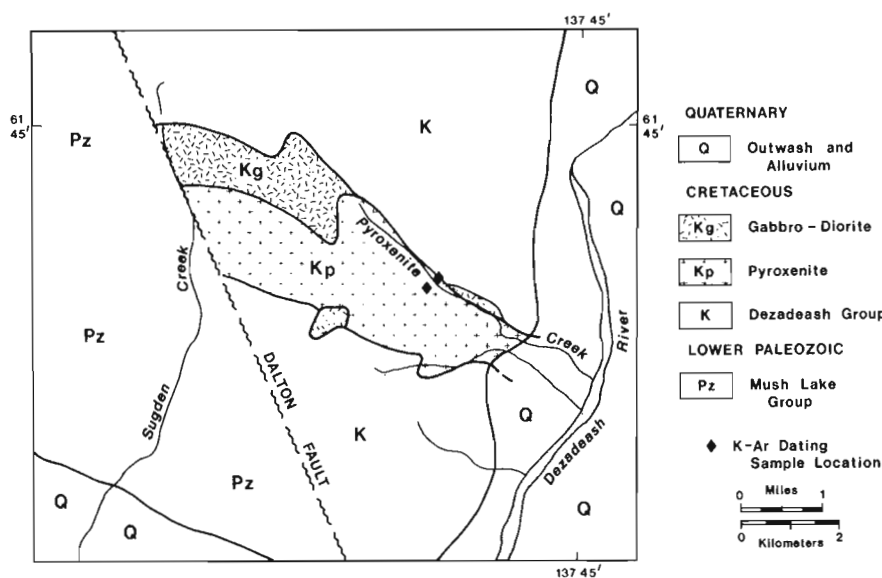 137 45'
61
45'
Pz
K
Q
Kg
Pyroxenite
Kp
Creek
Pz
Sugden
DALTON
FAULT
K
Pz
Q
Q
61
45'
Q
Creek
River
Q
Dezadeash
Q
137 45'
QUATERNARY
Q Outwash and
Alluvium
CRETACEOUS
Kg Gabbro-Diorite
Kp Pyroxenite
K Dezadeash Group
LOWER PALEOZOIC
Pz Mush Lake
Group
K-Ar Dating
Sample Location
Miles
0 1
0 2
Kilometers